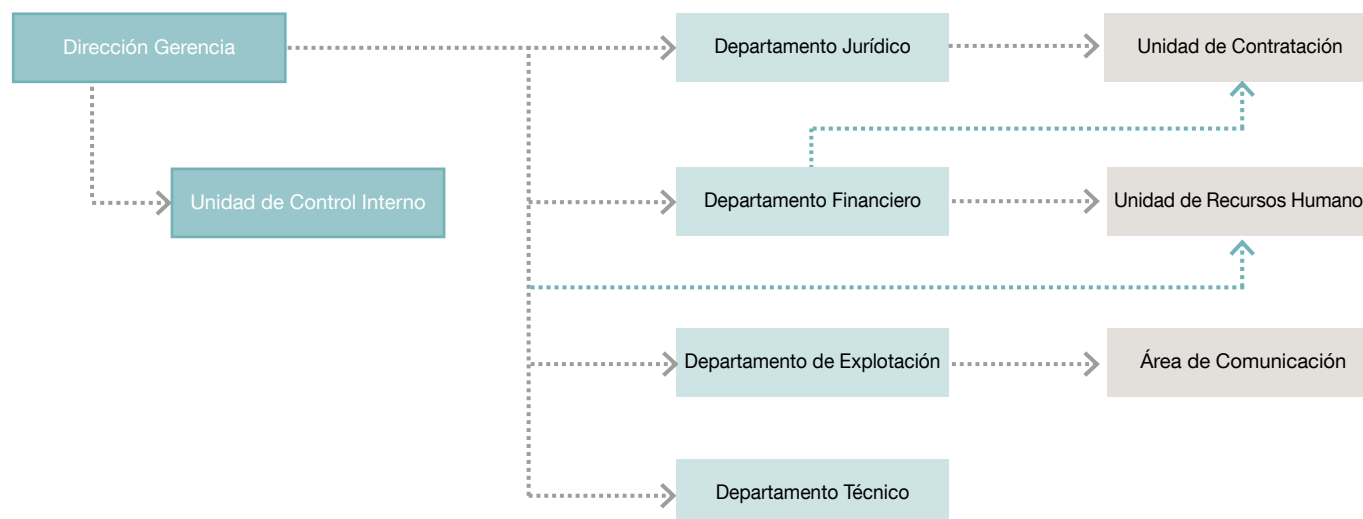 Dirección Gerencia
Departamento Jurídico
Unidad de Contratación
Unidad de Control Interno
Departamento Financiero
Unidad de Recursos Humano
Departamento de Explotación
Área de Comunicación
Departamento Técnico